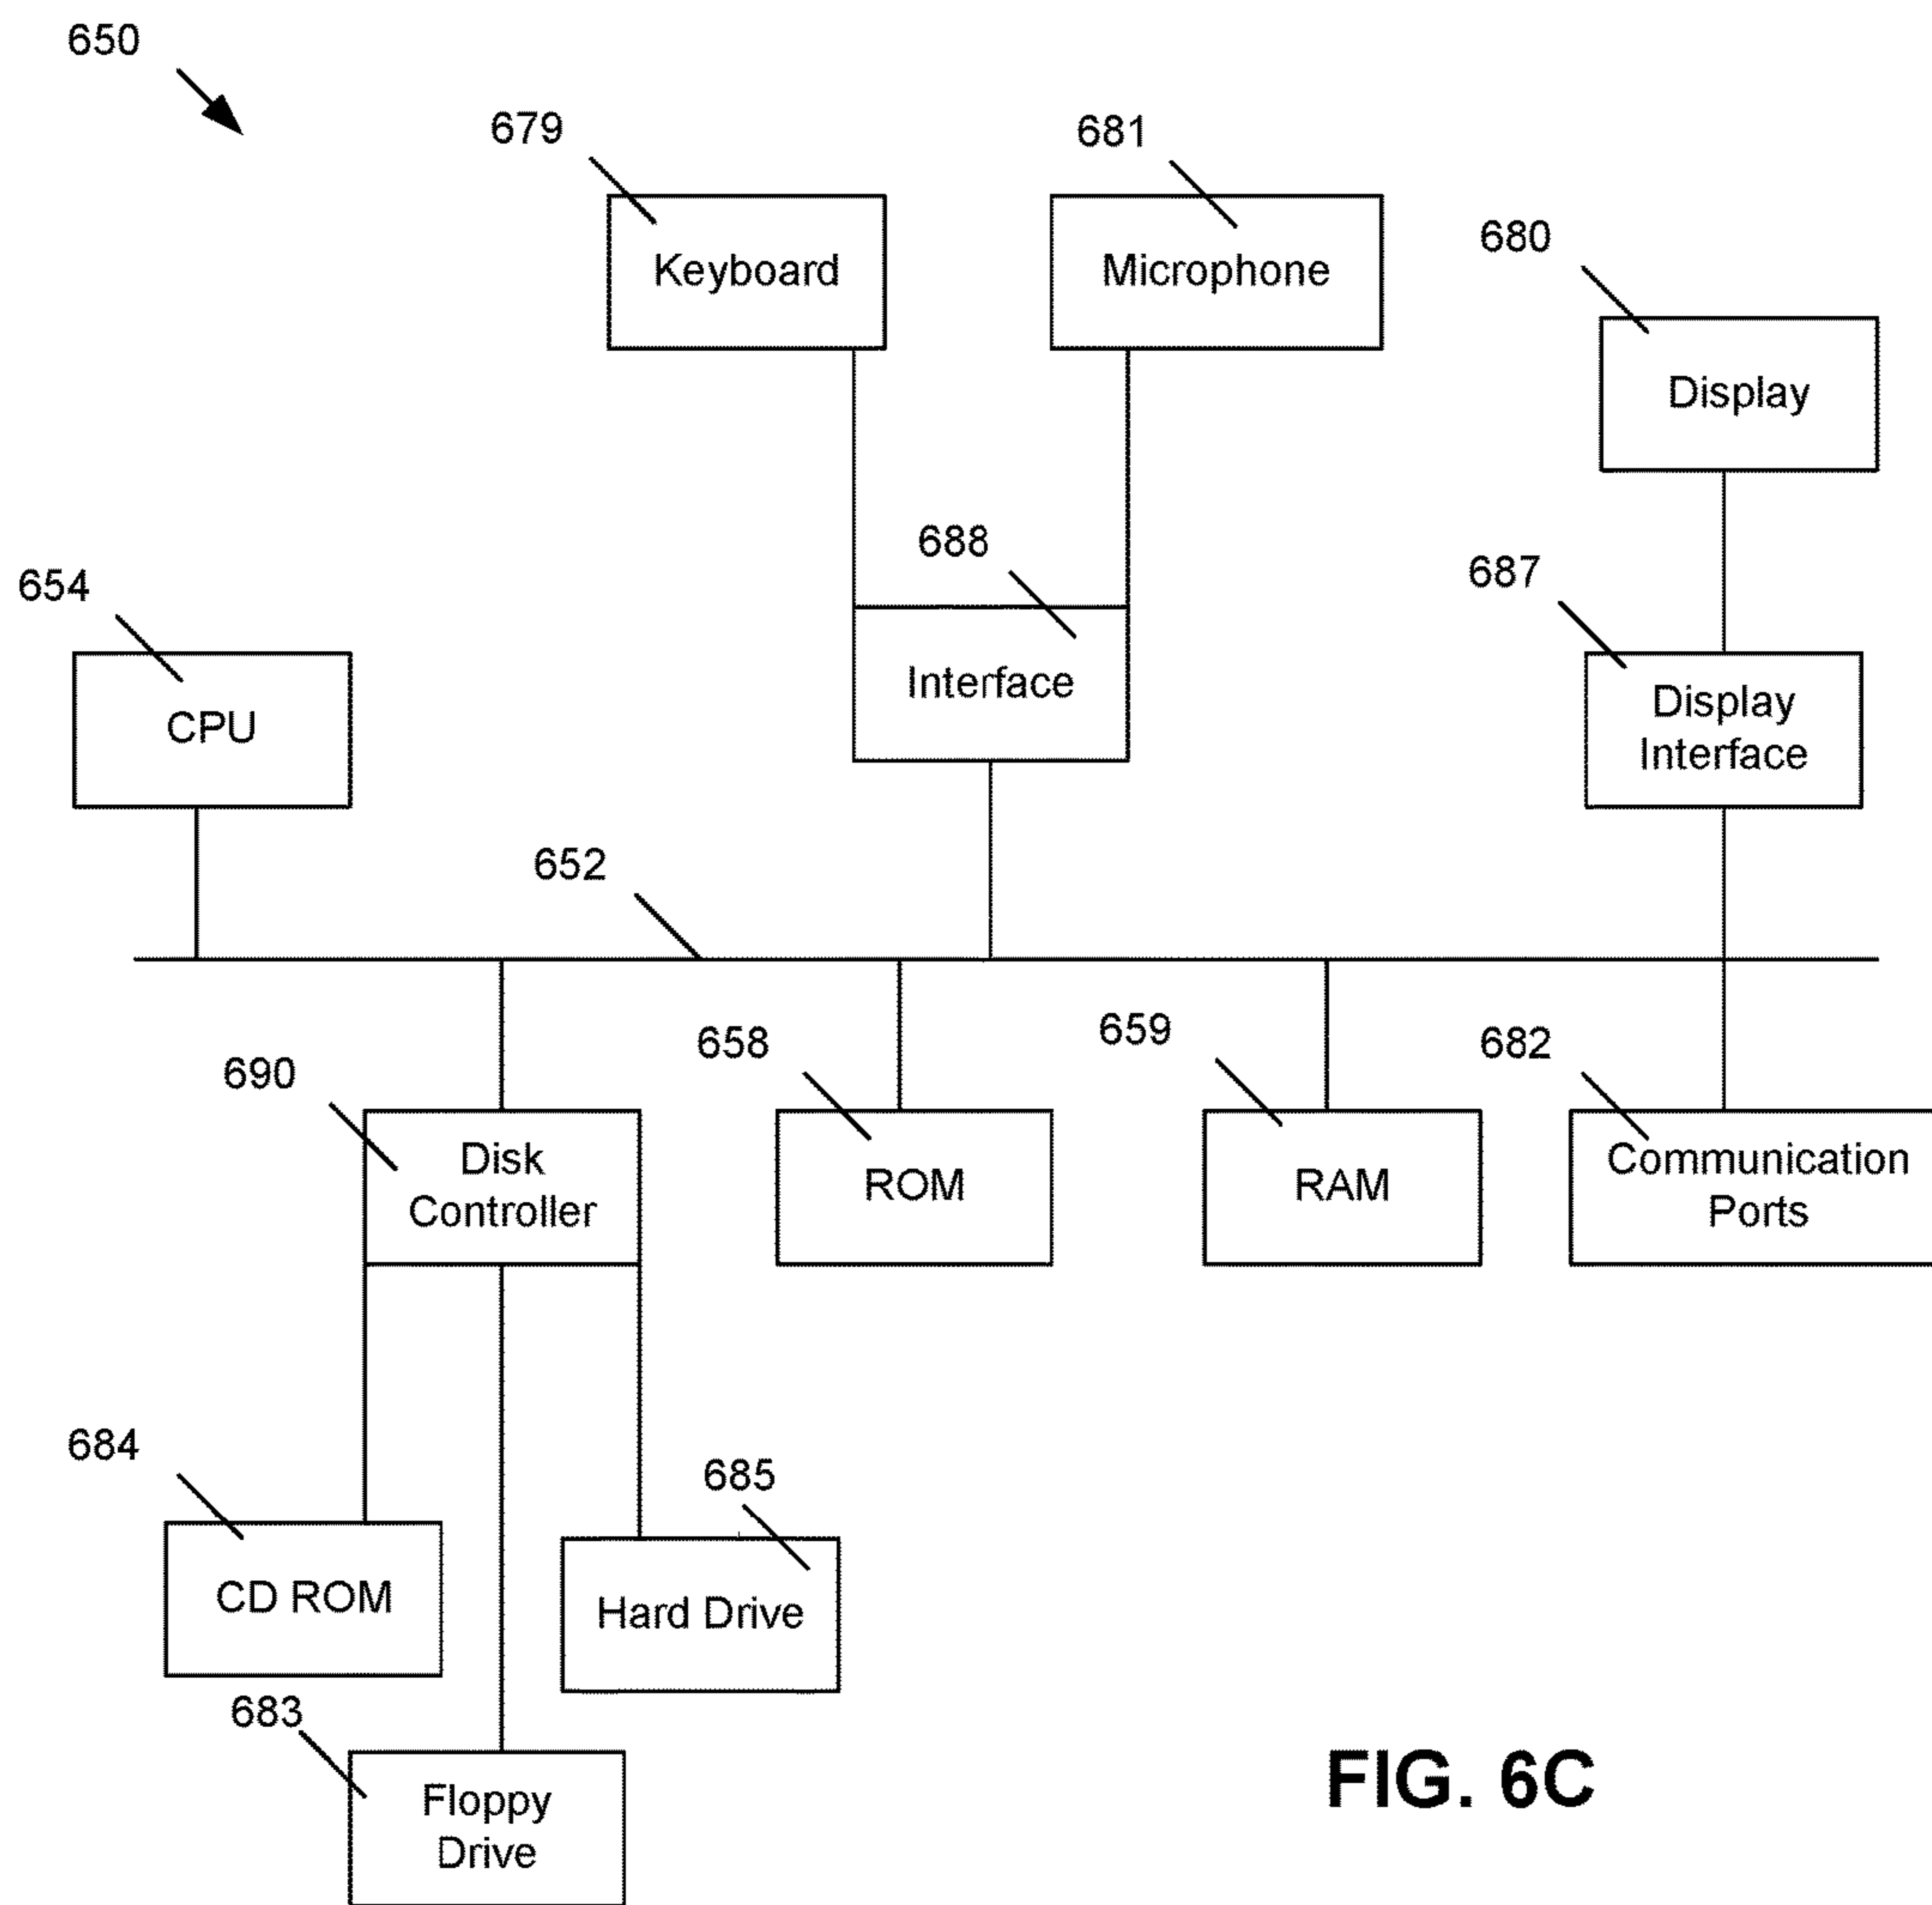 650
679
681
Keyboard
Microphone
680
Display
688
687
654
Interface
Display
Interface
CPU
652
658
659
682
690
Disk
Controller
ROM
RAM
Communication
Ports
684
685
CD ROM
Hard Drive
683
Floppy
Drive
FIG. 6C